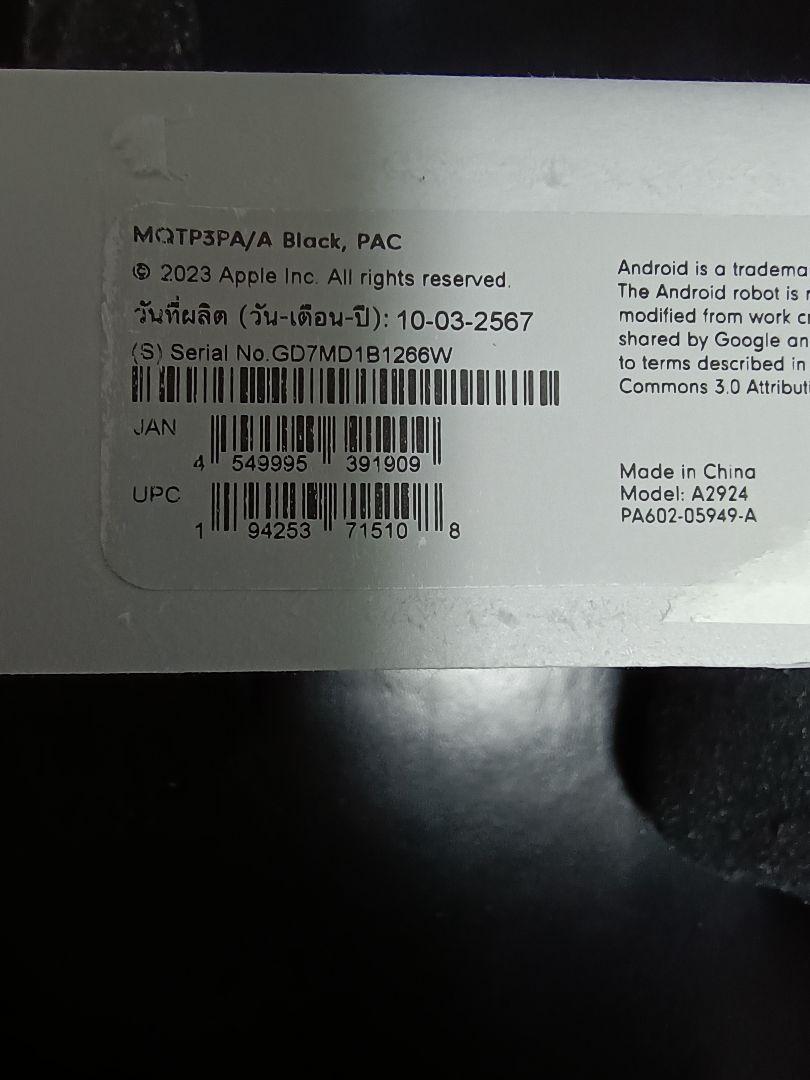 MQTP3PA/A Black, PAC
© 2023 Apple Inc. All rights reserved.
วันที่ผลิต (วัน-เดือน-ปี): 10-03-2567
(S) Serial No.GD7MD1B1266W
JAN
4 549995 391909
UPC
1 94253 71510 8
Android is a tradema
The Android robot is r
modified from work cr
shared by Google an
to terms described in
Commons 3.0 Attributi
Made in China
Model: A2924
PA602-05949-A